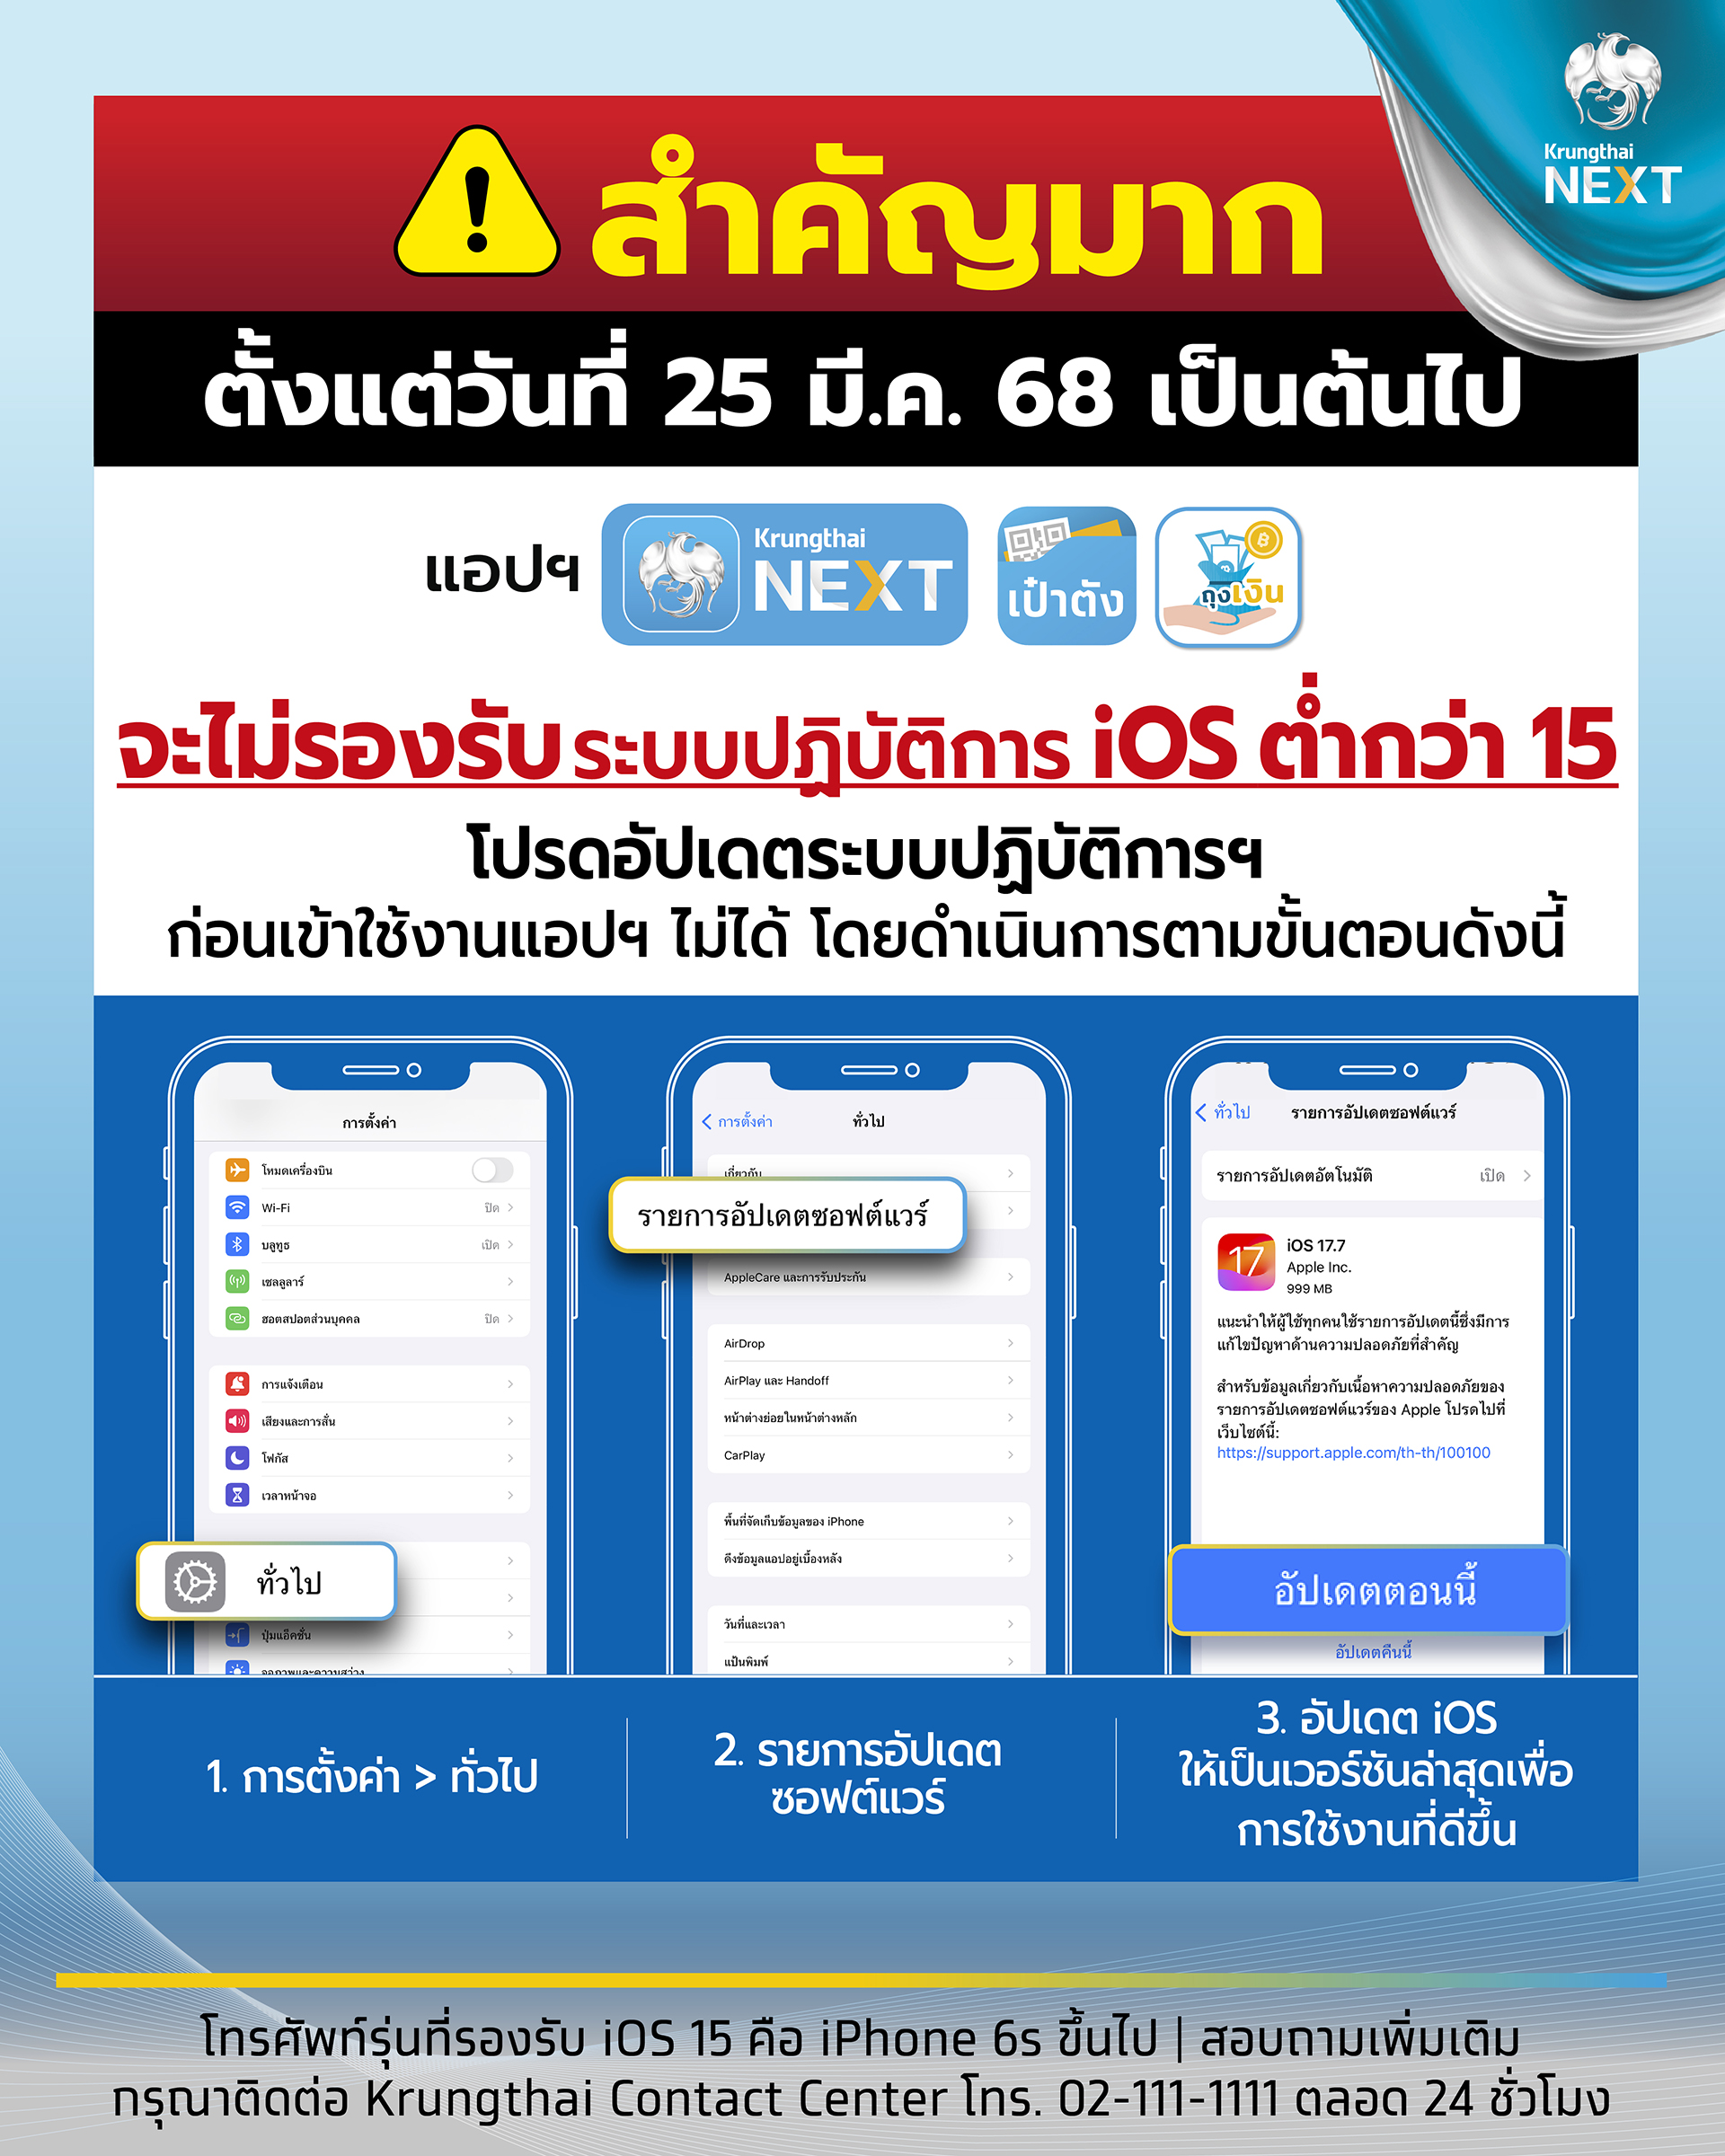 Krungthai
NEXT
สำคัญมาก
ตั้งแต่วันที่ 25 มี.ค. 68 เป็นต้นไป
แอปฯ
Krungthai
NEXT
เป๋าตัง
ถุงเงิน
จะไม่รองรับ ระบบปฏิบัติการ iOS ต่ำกว่า 15
โปรดอัปเดตระบบปฏิบัติการฯ
ก่อนเข้าใช้งานแอปฯ ไม่ได้ โดยดำเนินการตามขั้นตอนดังนี้
การตั้งค่า
โหมดเครื่องบิน
Wi-Fi ปิด
บลูทูธ เปิด
เซลลูลาร์
ฮอตสปอตส่วนบุคคล ปิด
การแจ้งเตือน
เสียงและการสั่น
โฟกัส
เวลาหน้าจอ
ทั่วไป
ปุ่มแอ็คชั่น
จอภาพและความสว่าง
1. การตั้งค่า > ทั่วไป
การตั้งค่า ทั่วไป
เกี่ยวกับ
รายการอัปเดตซอฟต์แวร์
AppleCare และการรับประกัน
AirDrop
AirPlay และ Handoff
หน้าต่างย่อยในหน้าต่างหลัก
CarPlay
พื้นที่จัดเก็บข้อมูลของ iPhone
ดึงข้อมูลแอปอยู่เบื้องหลัง
วันที่และเวลา
แป้นพิมพ์
2. รายการอัปเดต
ซอฟต์แวร์
ทั่วไป รายการอัปเดตซอฟต์แวร์
รายการอัปเดตอัตโนมัติ เปิด
17
iOS 17.7
Apple Inc.
999 MB
แนะนำให้ผู้ใช้ทุกคนใช้รายการอัปเดตนี้ซึ่งมีการ
แก้ไขปัญหาด้านความปลอดภัยที่สำคัญ
สำหรับข้อมูลเกี่ยวกับเนื้อหาความปลอดภัยของ
รายการอัปเดตซอฟต์แวร์ของ Apple โปรดไปที่
เว็บไซต์นี้:
https://support.apple.com/th-th/100100
อัปเดตตอนนี้
อัปเดตคืนนี้
3. อัปเดต iOS
ให้เป็นเวอร์ชันล่าสุดเพื่อ
การใช้งานที่ดีขึ้น
โทรศัพท์รุ่นที่รองรับ iOS 15 คือ iPhone 6s ขึ้นไป | สอบถามเพิ่มเติม
กรุณาติดต่อ Krungthai Contact Center โทร. 02-111-1111 ตลอด 24 ชั่วโมง